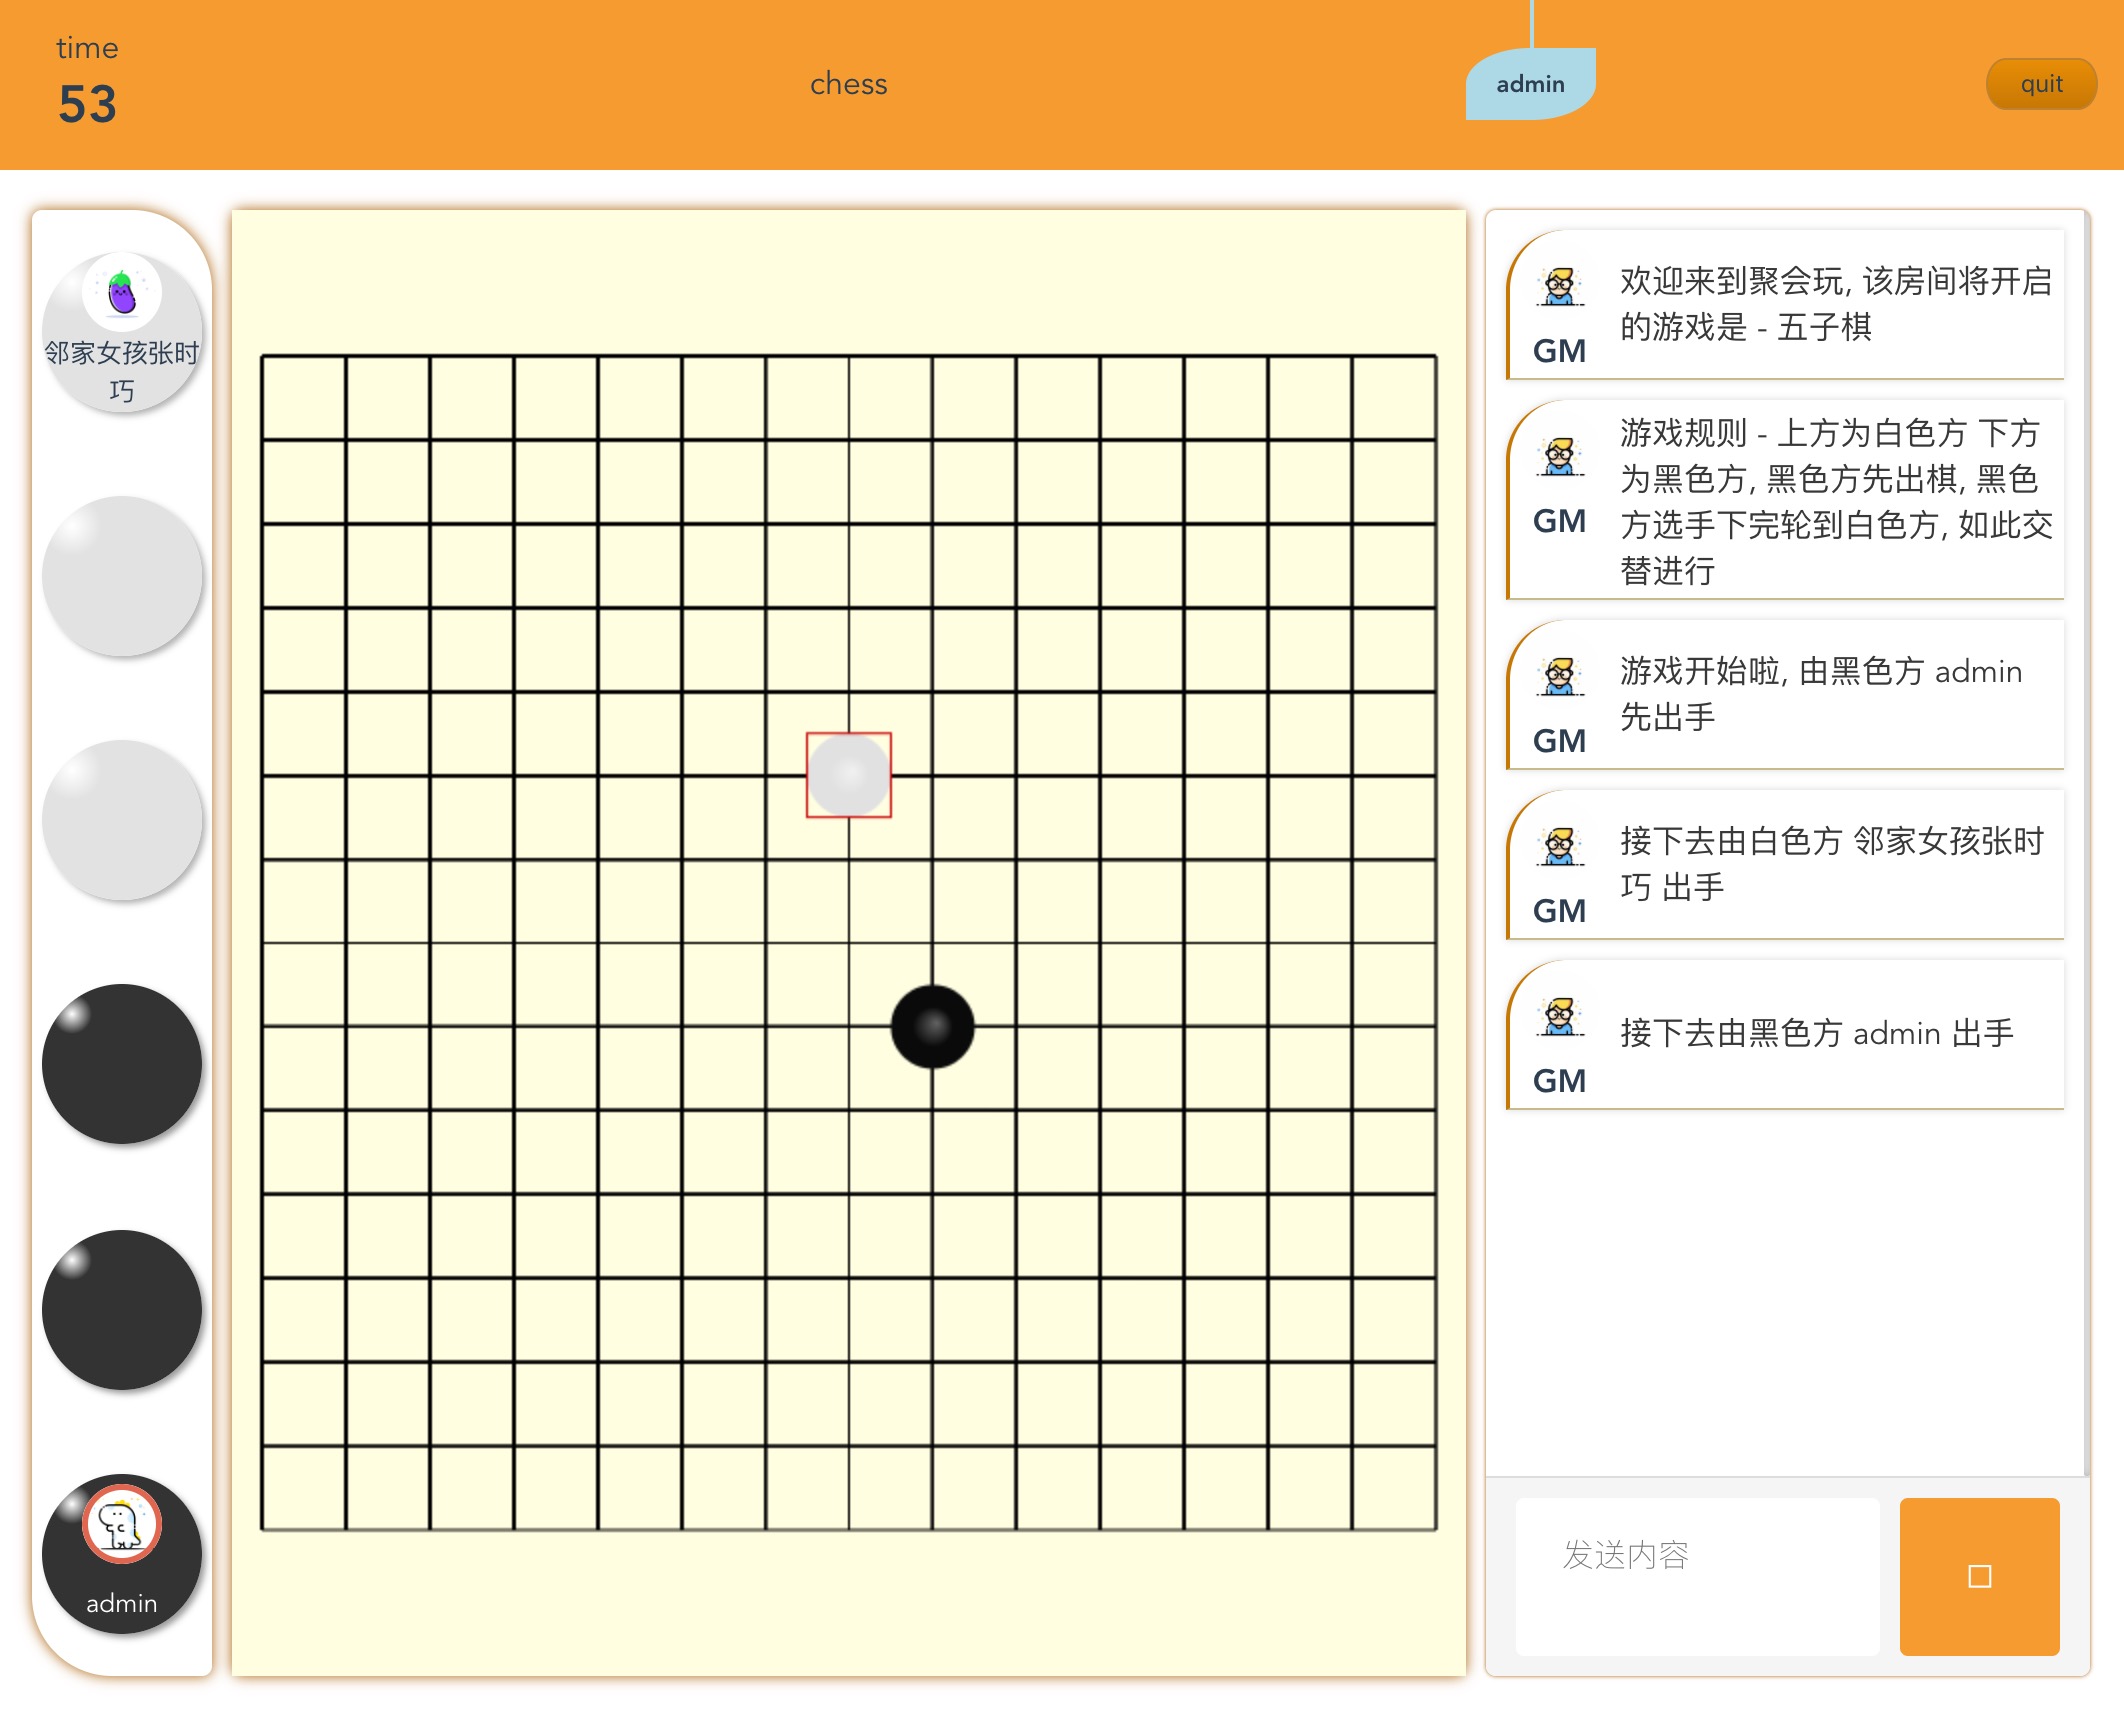 time
53
chess
admin
quit
邻家女孩张时
巧
admin
GM
欢迎来到聚会玩, 该房间将开启
的游戏是 - 五子棋
GM
游戏规则 - 上方为白色方 下方
为黑色方, 黑色方先出棋, 黑色
方选手下完轮到白色方, 如此交
替进行
GM
游戏开始啦, 由黑色方 admin
先出手
GM
接下去由白色方 邻家女孩张时
巧 出手
GM
接下去由黑色方 admin 出手
发送内容